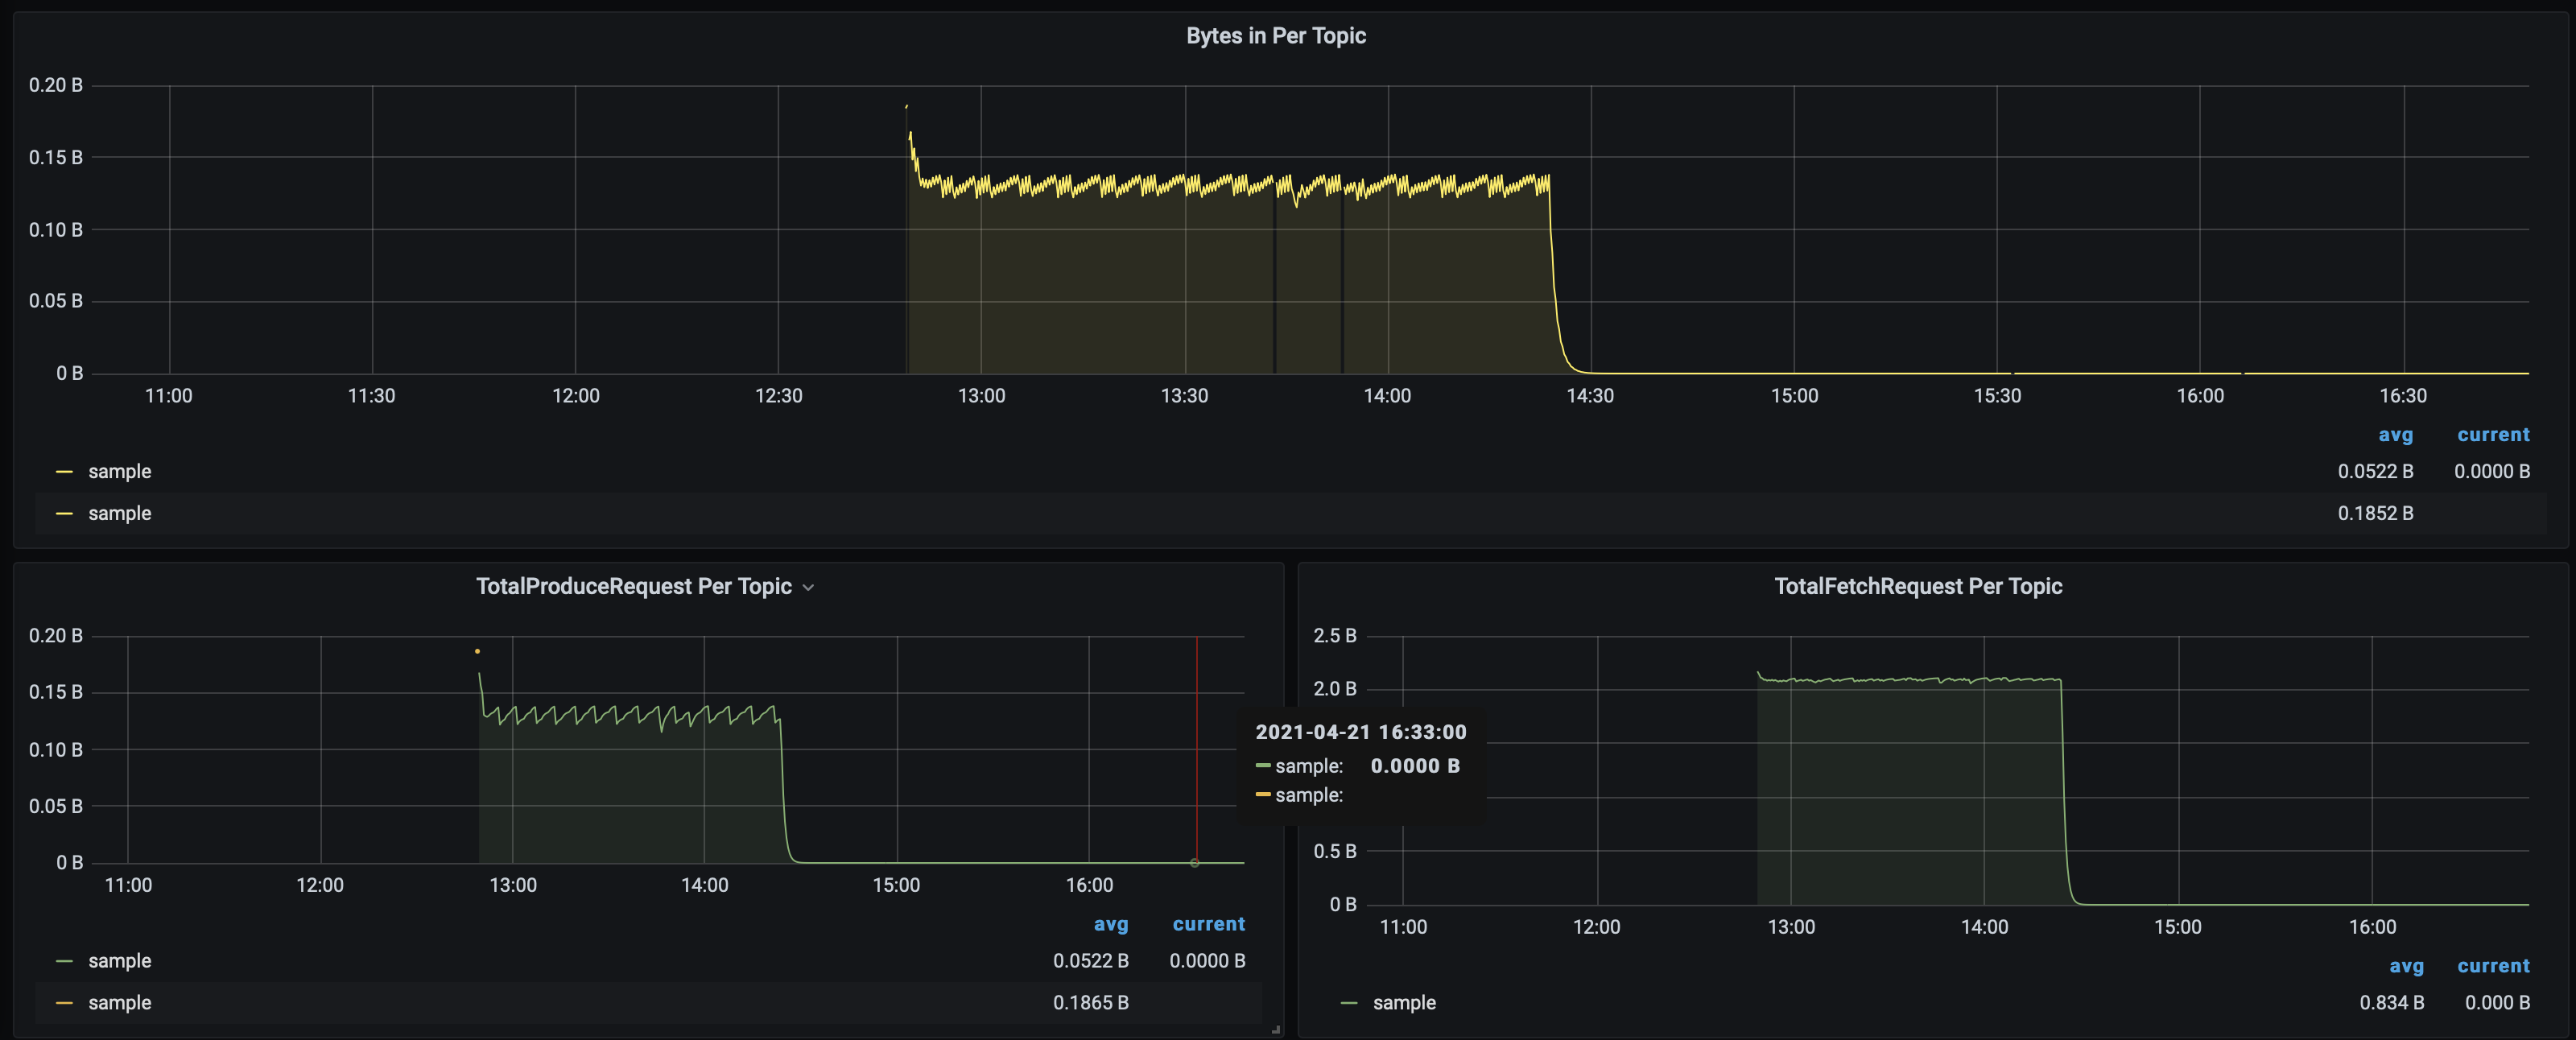 Bytes in Per Topic
0.20 B
0.15 B
0.10 B
0.05 B
0 B
11:00 11:30 12:00 12:30 13:00 13:30 14:00 14:30 15:00 15:30 16:00 16:30
avg current
sample 0.0522 B 0.0000 B
sample 0.1852 B
TotalProduceRequest Per Topic
0.20 B
0.15 B
0.10 B
0.05 B
0 B
11:00 12:00 13:00 14:00 15:00 16:00
avg current
sample 0.0522 B 0.0000 B
sample 0.1865 B
2021-04-21 16:33:00
sample: 0.0000 B
sample:
TotalFetchRequest Per Topic
2.5 B
2.0 B
0.5 B
0 B
11:00 12:00 13:00 14:00 15:00 16:00
avg current
sample 0.834 B 0.000 B